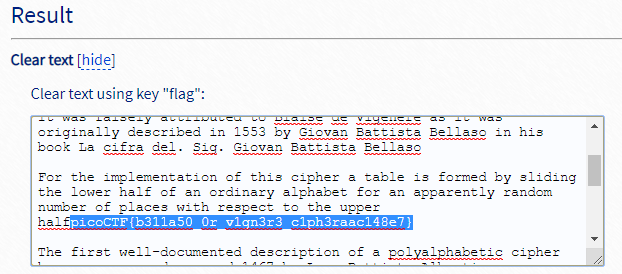 Result
Clear text [hide]
Clear text using key "flag":
it was falsely attributed to Blaise de Vigenere as it was
originally described in 1553 by Giovan Battista Bellaso in his
book La cifra del. Sig. Giovan Battista Bellaso
For the implementation of this cipher a table is formed by sliding
the lower half of an ordinary alphabet for an apparently random
number of places with respect to the upper
halfpicoCTF{b311a50_0r_v1gn3r3_c1ph3raac148e7}
The first well-documented description of a polyalphabetic cipher